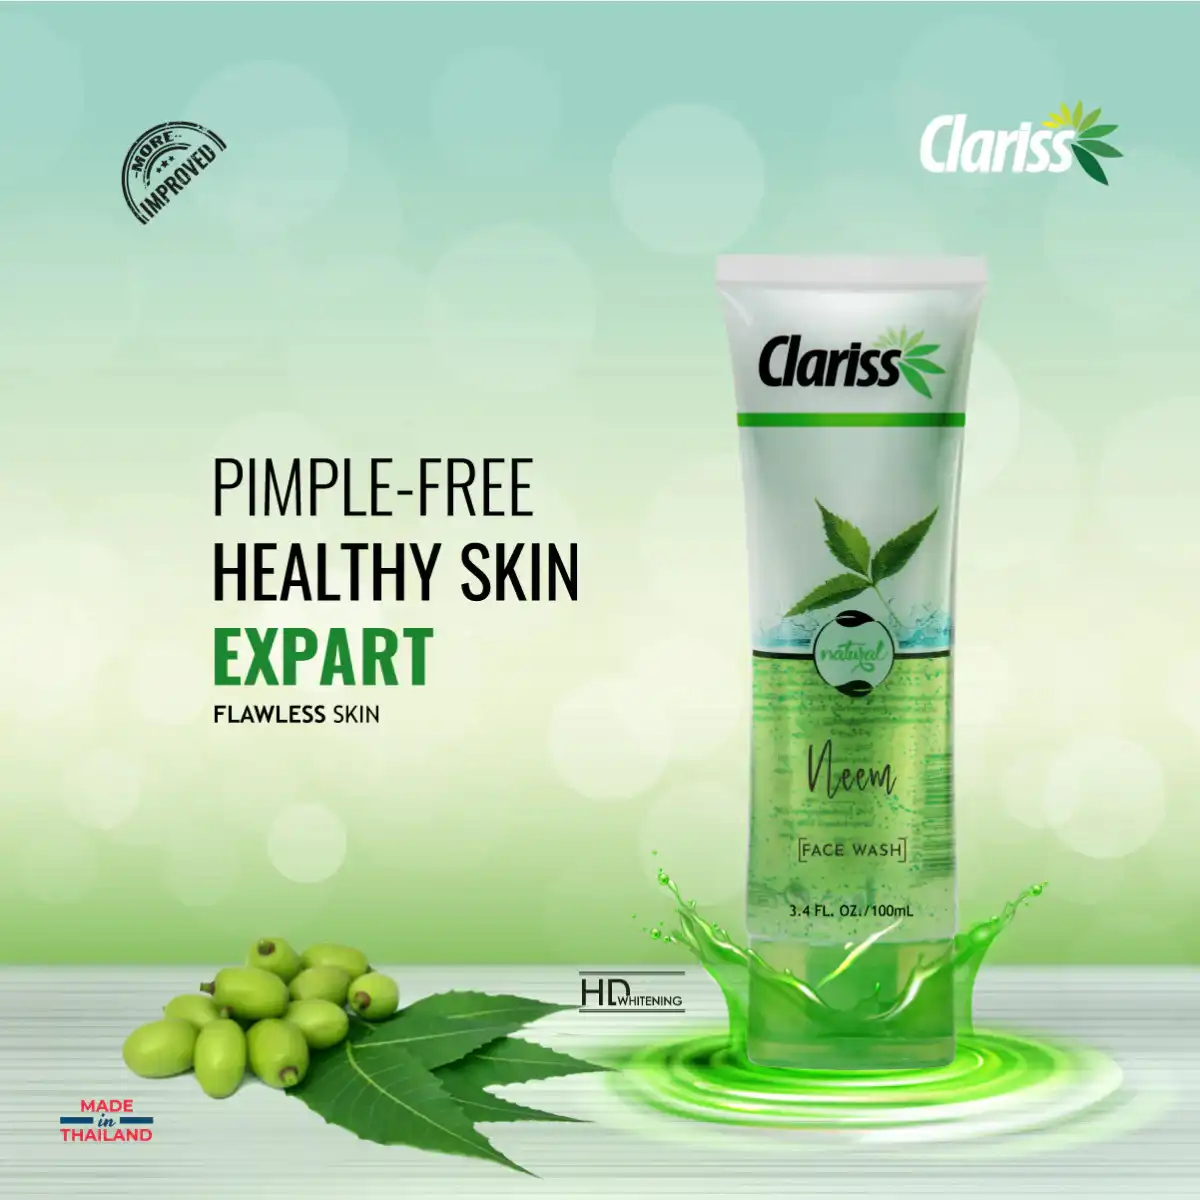 MORE
IMPROVED
Clariss
Clariss
PIMPLE-FREE
HEALTHY SKIN
EXPART
FLAWLESS SKIN
natural
Neem
[FACE WASH]
3.4 FL. OZ./100mL
HD WHITENING
MADE
in
THAILAND